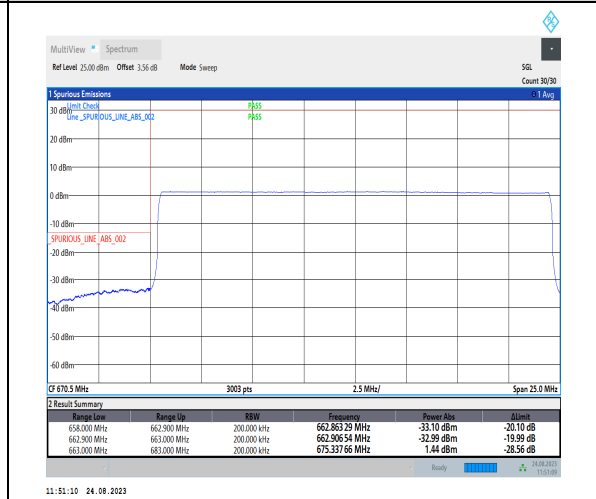 MultiView Spectrum
Ref Level 25.00 dBm Offset 3.56 dB Mode Sweep SGL
Count 30/30
1 Spurious Emissions 1 Avg
Limit Check PASS
30 dBm
Line _SPURIOUS_LINE_ABS_002 PASS
20 dBm
10 dBm
0 dBm
-10 dBm
_SPURIOUS_LINE_ABS_002
-20 dBm
-30 dBm
-40 dBm
-50 dBm
-60 dBm
CF 670.5 MHz 3003 pts 2.5 MHz/ Span 25.0 MHz
2 Result Summary
Range Low Range Up RBW Frequency Power Abs ΔLimit
658.000 MHz 662.900 MHz 200.000 kHz 662.863 29 MHz -33.10 dBm -20.10 dB
662.900 MHz 663.000 MHz 200.000 kHz 662.906 54 MHz -32.99 dBm -19.99 dB
663.000 MHz 683.000 MHz 200.000 kHz 675.337 66 MHz 1.44 dBm -28.56 dB
Ready 24.08.2023
11:51:09
11:51:10 24.08.2023